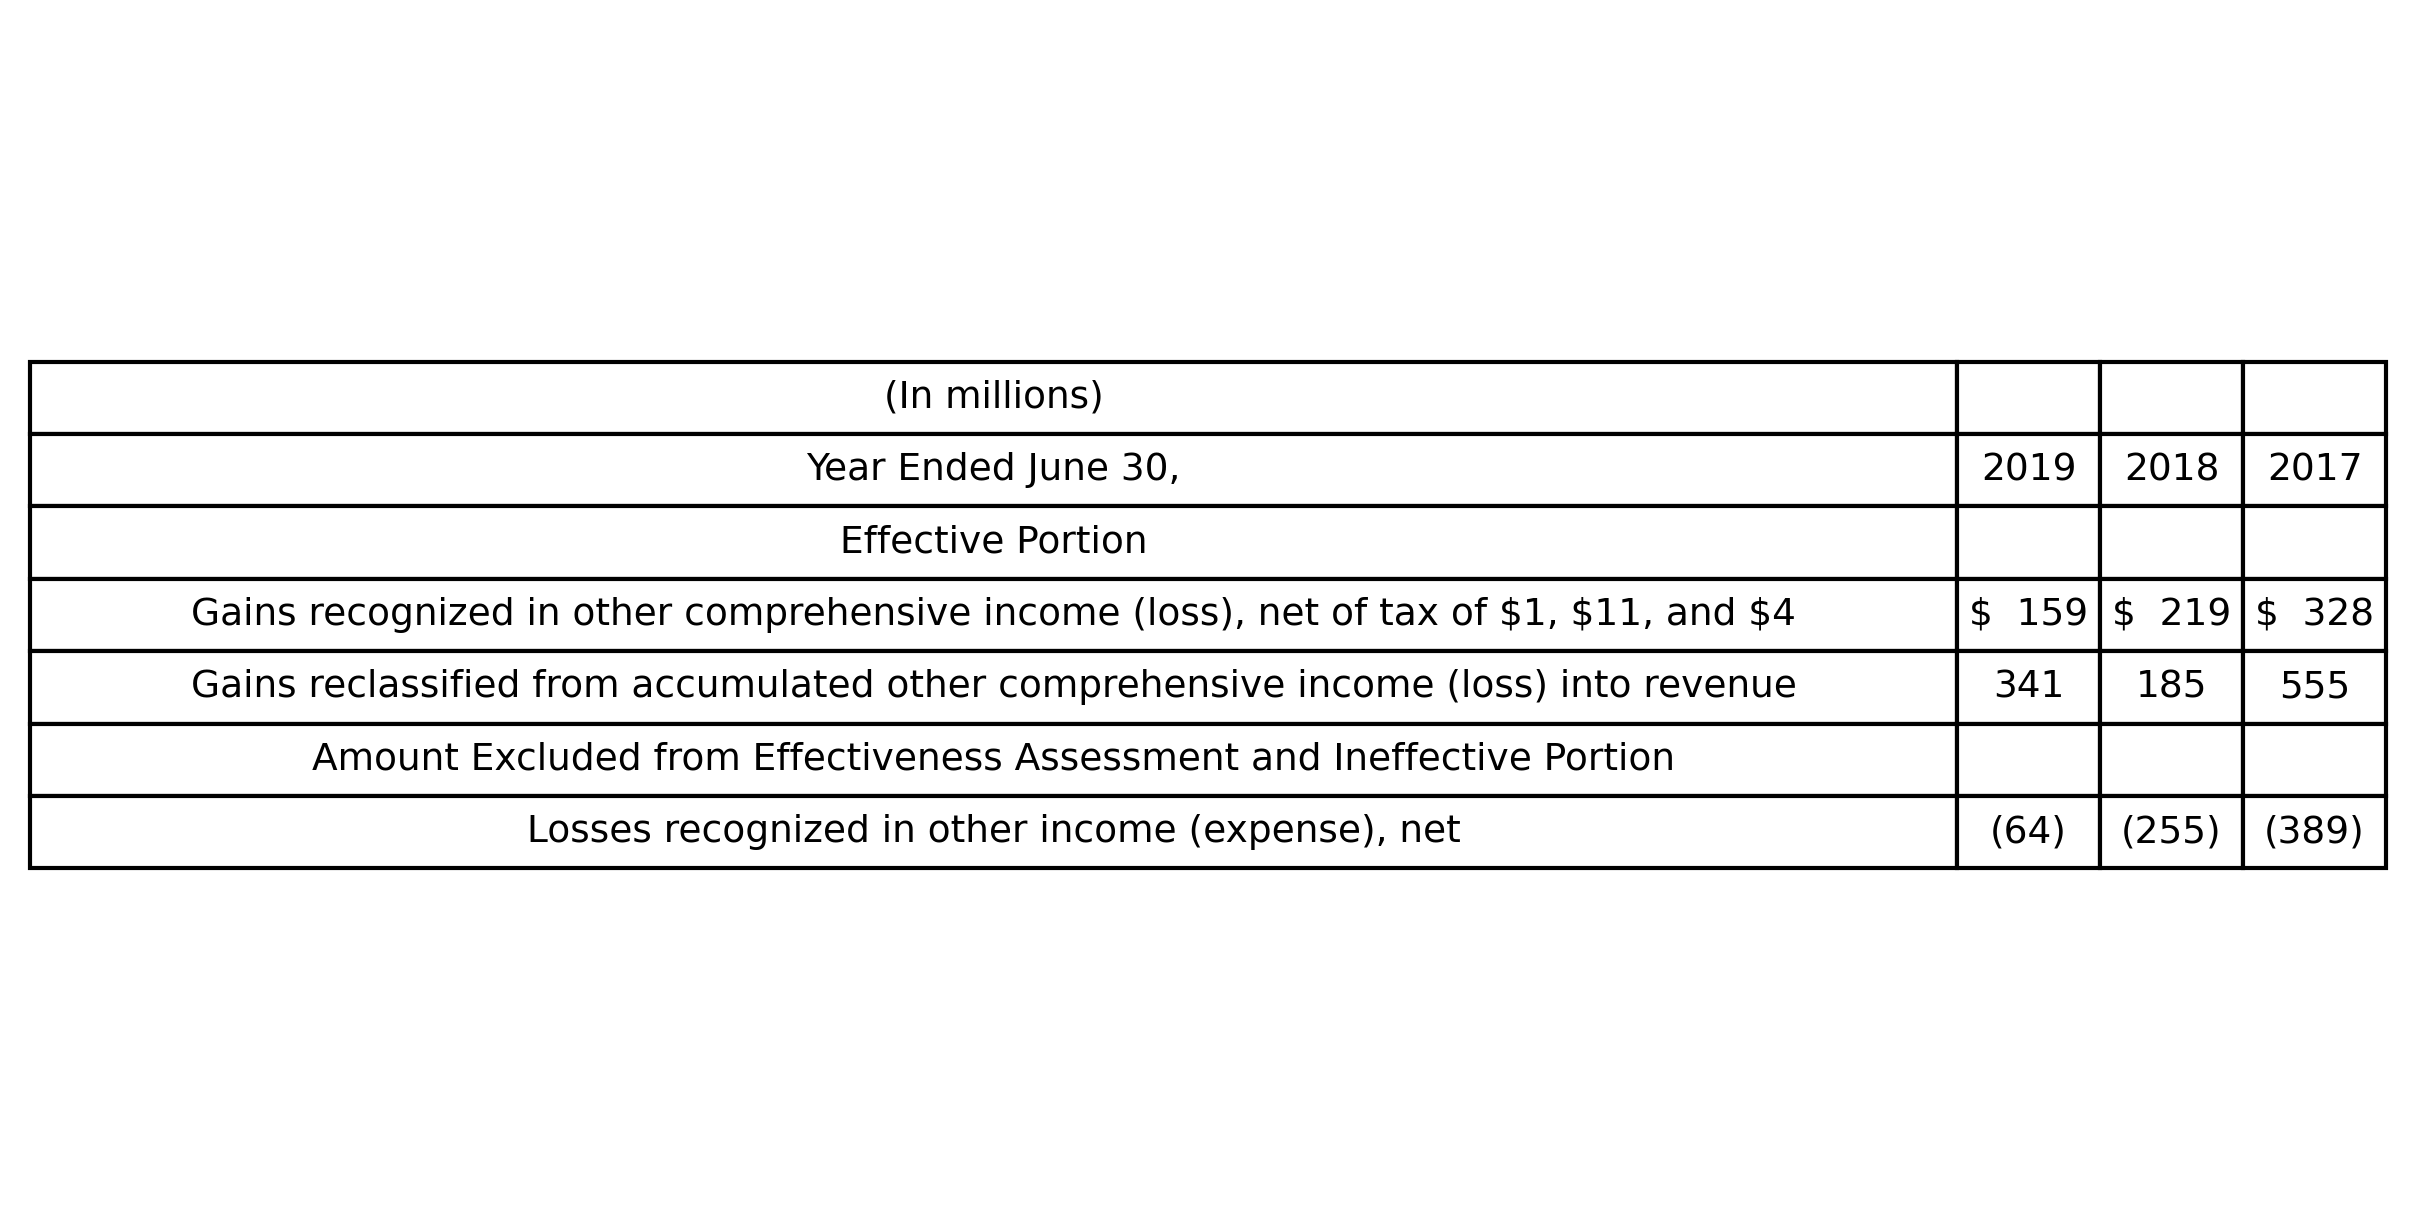 (In millions)
Year Ended June 30, 2019 2018 2017
Effective Portion
Gains recognized in other comprehensive income (loss), net of tax of $1, $11, and $4 $ 159 $ 219 $ 328
Gains reclassified from accumulated other comprehensive income (loss) into revenue 341 185 555
Amount Excluded from Effectiveness Assessment and Ineffective Portion
Losses recognized in other income (expense), net (64) (255) (389)